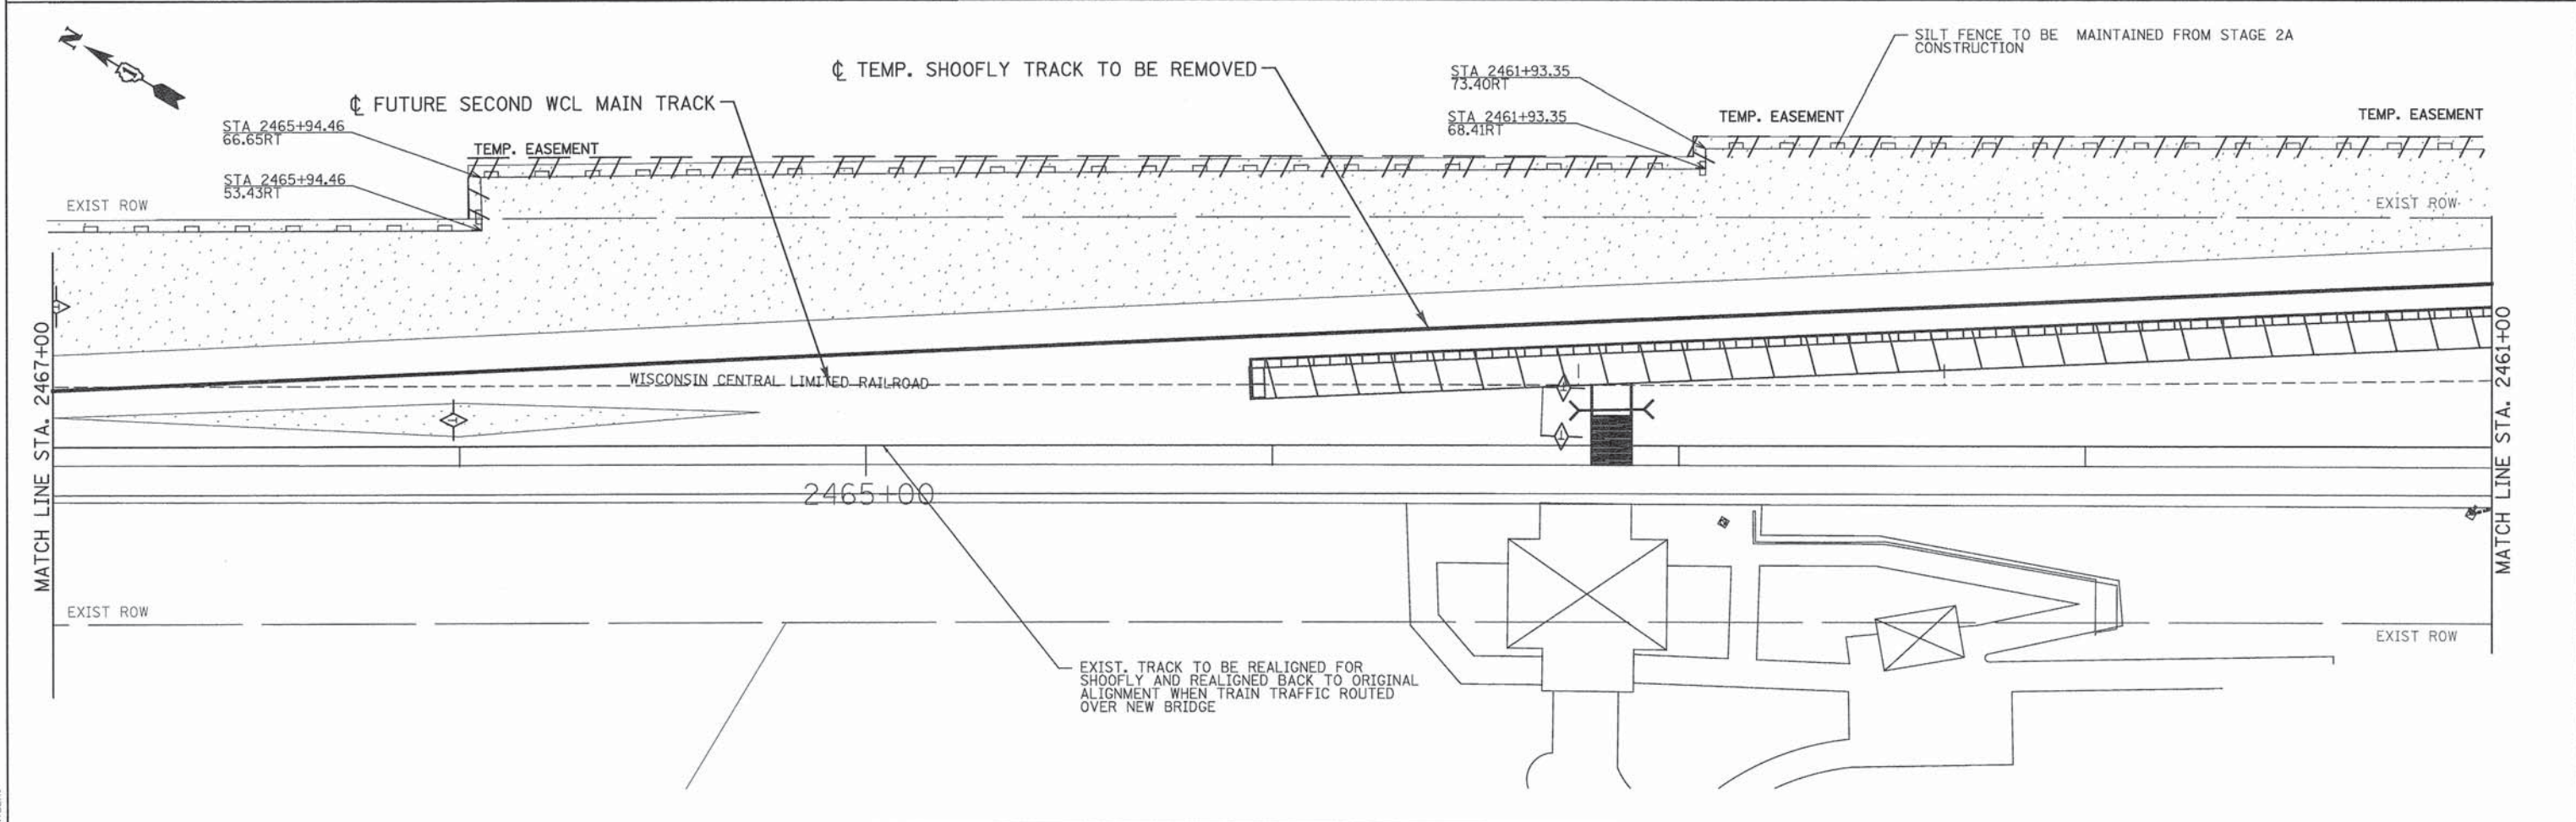 N
1
SILT FENCE TO BE MAINTAINED FROM STAGE 2A
CONSTRUCTION
℄ TEMP. SHOOFLY TRACK TO BE REMOVED
℄ FUTURE SECOND WCL MAIN TRACK
STA 2461+93.35
73.40RT
STA 2461+93.35
68.41RT
TEMP. EASEMENT
TEMP. EASEMENT
STA 2465+94.46
66.65RT
TEMP. EASEMENT
STA 2465+94.46
53.43RT
EXIST ROW
EXIST ROW
MATCH LINE STA. 2467+00
WISCONSIN CENTRAL LIMITED RAILROAD
MATCH LINE STA. 2461+00
2465+00
EXIST ROW
EXIST ROW
EXIST. TRACK TO BE REALIGNED FOR
SHOOFLY AND REALIGNED BACK TO ORIGINAL
ALIGNMENT WHEN TRAIN TRAFFIC ROUTED
OVER NEW BRIDGE